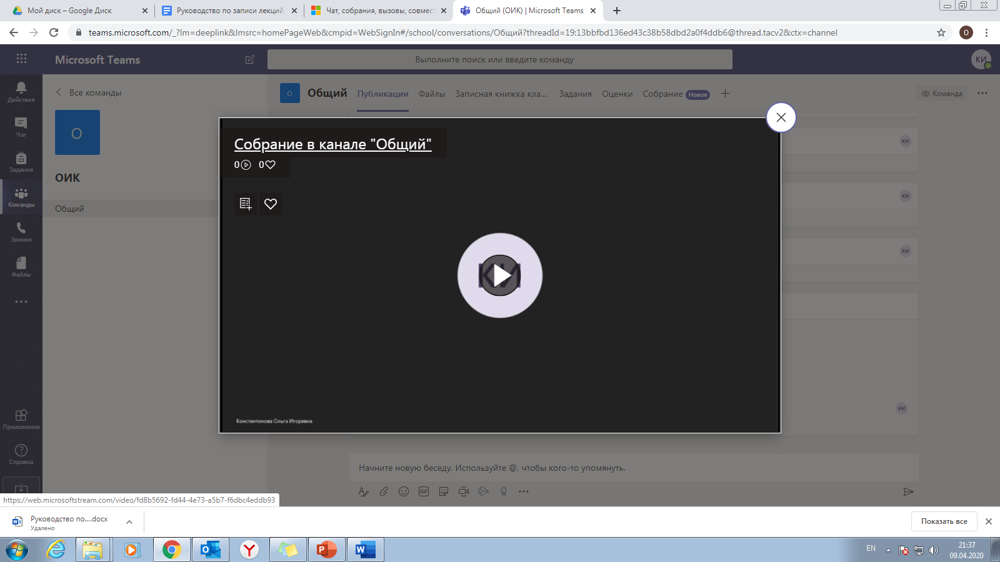 Мой диск – Google Диск
Руководство по записи лекций
Чат, собрания, вызовы, совмест
Общий (ОИК) | Microsoft Teams
teams.microsoft.com/_?lm=deeplink&lmsrc=homePageWeb&cmpid=WebSignIn#/school/conversations/Общий?threadId=19:13bbfbd136ed43c38b58dbd2a0f4ddb6@thread.tacv2&ctx=channel
O
Microsoft Teams
Выполните поиск или введите команду
КИ
Действия
Чат
Задания
Команды
Звонки
Файлы
Приложения
Справка
Все команды
О
ОИК
Общий
О
Общий
Публикации
Файлы
Записная книжка кла...
Задания
Оценки
Собрание Новое
Команда
Собрание в канале "Общий"
0 0
КИ
Константинова Ольга Игоревна
КИ
КИ
КИ
КИ
Начните новую беседу. Используйте @, чтобы кого-то упомянуть.
GIF
https://web.microsoftstream.com/video/fd8b5692-fd44-4e73-a5b7-f6dbc4eddb93
Руководство по....docx
Удалено
Показать все
EN
21:37
09.04.2020